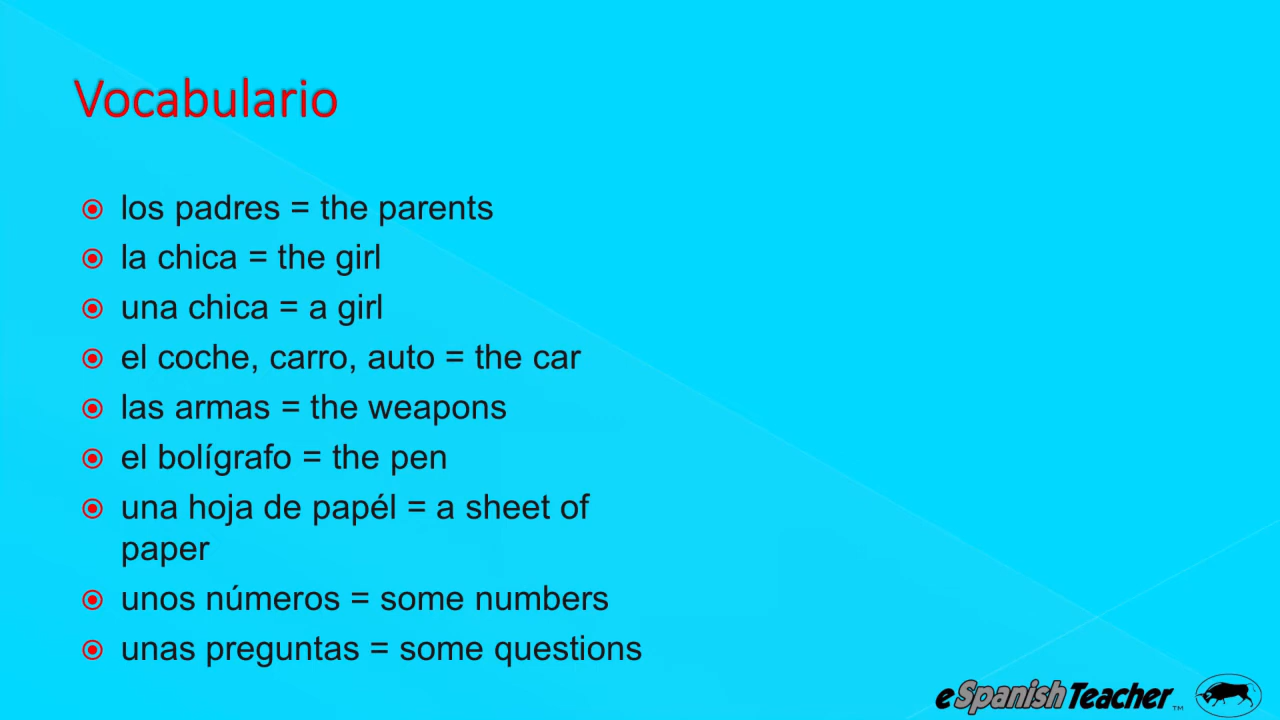 Vocabulario
los padres = the parents
la chica = the girl
una chica = a girl
el coche, carro, auto = the car
las armas = the weapons
el bolígrafo = the pen
una hoja de papél = a sheet of
paper
unos números = some numbers
unas preguntas = some questions
eSpanishTeacher™